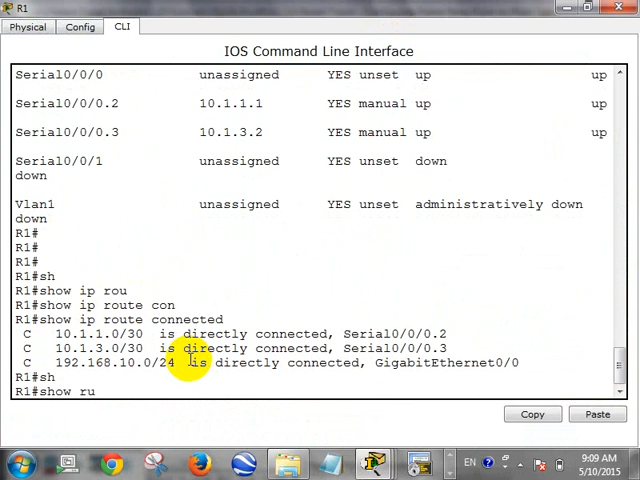 R1
Physical Config CLI
IOS Command Line Interface
Serial0/0/0 unassigned YES unset up up
Serial0/0/0.2 10.1.1.1 YES manual up up
Serial0/0/0.3 10.1.3.2 YES manual up up
Serial0/0/1 unassigned YES unset down
down
Vlan1 unassigned YES unset administratively down
down
R1#
R1#
R1#
R1#sh
R1#show ip rou
R1#show ip route con
R1#show ip route connected
C 10.1.1.0/30 is directly connected, Serial0/0/0.2
C 10.1.3.0/30 is directly connected, Serial0/0/0.3
C 192.168.10.0/24 is directly connected, GigabitEthernet0/0
R1#sh
R1#show ru
Copy Paste
EN 9:09 AM
5/10/2015